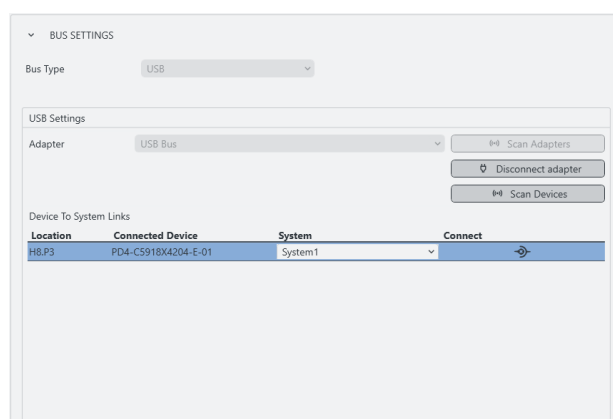 BUS SETTINGS
Bus Type USB
USB Settings
Adapter USB Bus Scan Adapters
Disconnect adapter
Scan Devices
Device To System Links
Location Connected Device System Connect
H8.P3 PD4-C5918X4204-E-01 System1